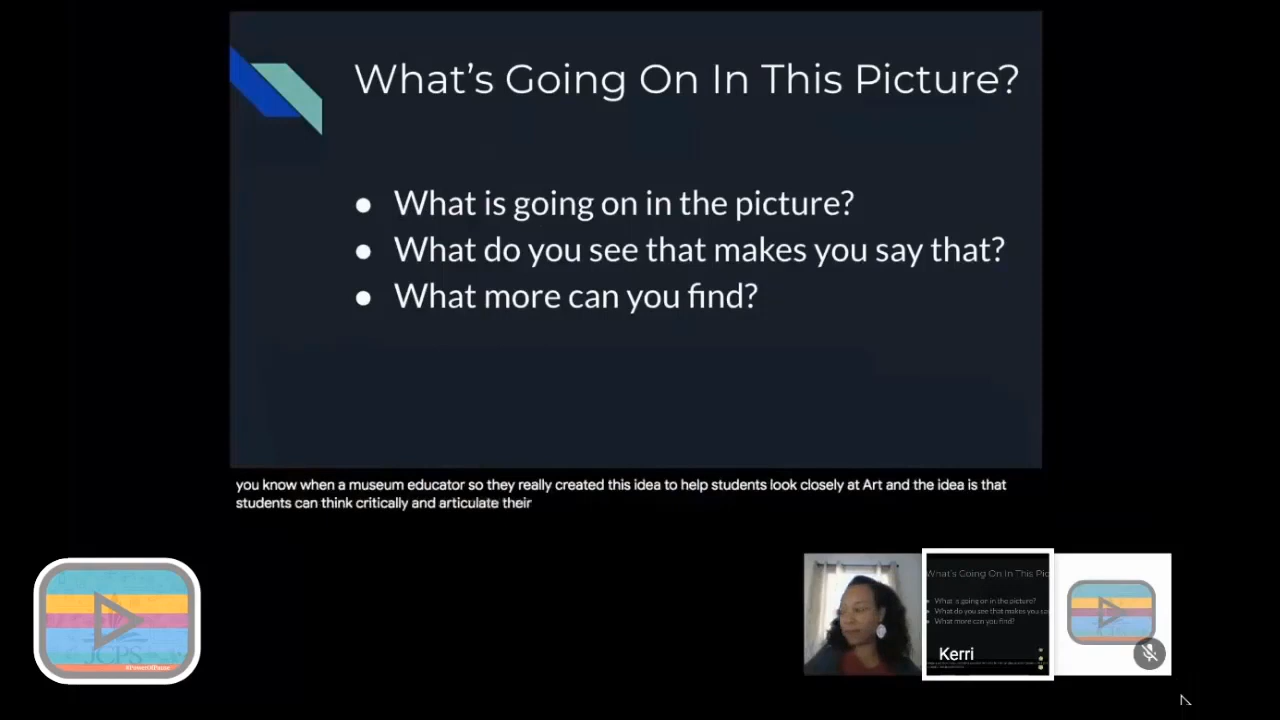 What's Going On In This Picture?
● What is going on in the picture?
● What do you see that makes you say that?
● What more can you find?
you know when a museum educator so they really created this idea to help students look closely at Art and the idea is that
students can think critically and articulate their
JCPS
#PowerOfPause
What's Going On In This Pic
● What is going on in the picture?
● What do you see that makes you sa
● What more can you find?
Kerri